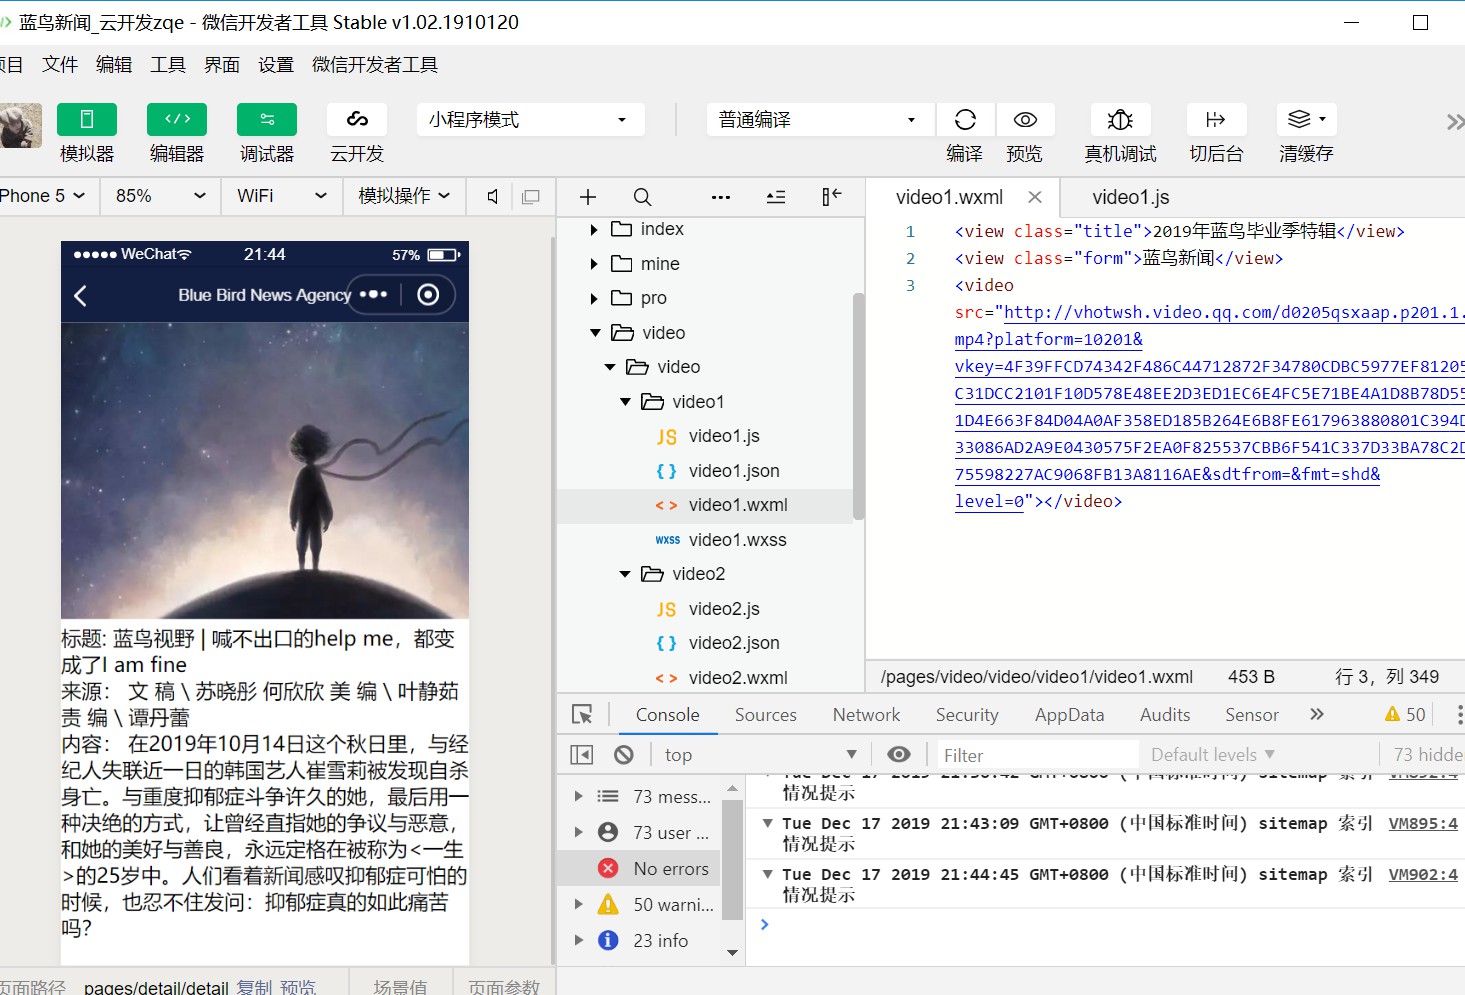 蓝鸟新闻_云开发zqe - 微信开发者工具 Stable v1.02.1910120
项目 文件 编辑 工具 界面 设置 微信开发者工具
小程序模式 普通编译
模拟器 编辑器 调试器 云开发 编译 预览 真机调试 切后台 清缓存
Phone 5 85% WiFi 模拟操作
WeChat 21:44 57%
Blue Bird News Agency
标题: 蓝鸟视野 | 喊不出口的help me，都变
成了I am fine
来源： 文 稿 \ 苏晓彤 何欣欣 美 编 \ 叶静茹
责 编 \ 谭丹蕾
内容： 在2019年10月14日这个秋日里，与经
纪人失联近一日的韩国艺人崔雪莉被发现自杀
身亡。与重度抑郁症斗争许久的她，最后用一
种决绝的方式，让曾经直指她的争议与恶意，
和她的美好与善良，永远定格在被称为<一生
>的25岁中。人们看着新闻感叹抑郁症可怕的
时候，也忍不住发问：抑郁症真的如此痛苦
吗？
页面路径 pages/detail/detail 复制 预览 场景值 页面参数
index
mine
pro
video
video
video1
JS video1.js
{ } video1.json
< > video1.wxml
wxss video1.wxss
video2
JS video2.js
{ } video2.json
< > video2.wxml
video1.wxml video1.js
1 <view class="title">2019年蓝鸟毕业季特辑</view>
2 <view class="form">蓝鸟新闻</view>
3 <video
src="http://vhotwsh.video.qq.com/d0205qsxaap.p201.1.
mp4?platform=10201&
vkey=4F39FFCD74342F486C44712872F34780CDBC5977EF81205
C31DCC2101F10D578E48EE2D3ED1EC6E4FC5E71BE4A1D8B78D55
1D4E663F84D04A0AF358ED185B264E6B8FE617963880801C394D
33086AD2A9E0430575F2EA0F825537CBB6F541C337D33BA78C2D
75598227AC9068FB13A8116AE&sdtfrom=&fmt=shd&
level=0"></video>
/pages/video/video/video1/video1.wxml 453 B 行 3，列 349
Console Sources Network Security AppData Audits Sensor 50
top Filter Default levels 73 hidde
73 mess...
73 user ...
No errors
50 warni...
23 info
Tue Dec 17 2019 21:38:42 GMT+0800 (中国标准时间) sitemap 索引 VM892:4
情况提示
Tue Dec 17 2019 21:43:09 GMT+0800 (中国标准时间) sitemap 索引 VM895:4
情况提示
Tue Dec 17 2019 21:44:45 GMT+0800 (中国标准时间) sitemap 索引 VM902:4
情况提示